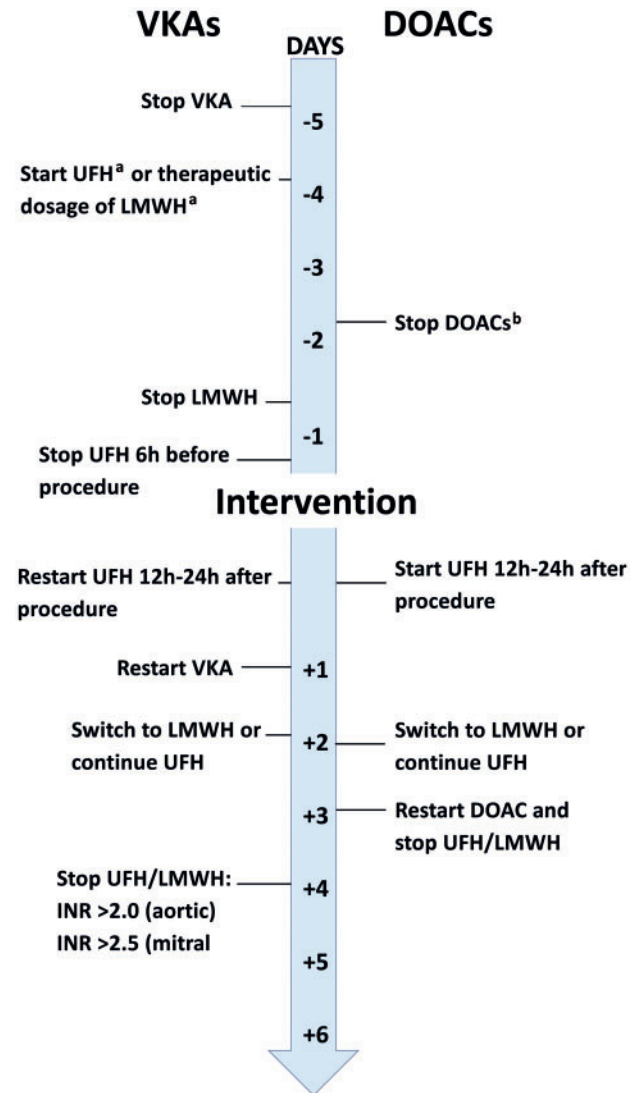 VKAs
DAYS
DOACs
Stop VKA
-5
Start UFHᵃ or therapeutic
dosage of LMWHᵃ
-4
-3
Stop DOACsᵇ
-2
Stop LMWH
-1
Stop UFH 6h before
procedure
Intervention
Restart UFH 12h-24h after
procedure
Start UFH 12h-24h after
procedure
Restart VKA
+1
Switch to LMWH or
continue UFH
+2
Switch to LMWH or
continue UFH
+3
Restart DOAC and
stop UFH/LMWH
Stop UFH/LMWH:
INR >2.0 (aortic)
INR >2.5 (mitral
+4
+5
+6